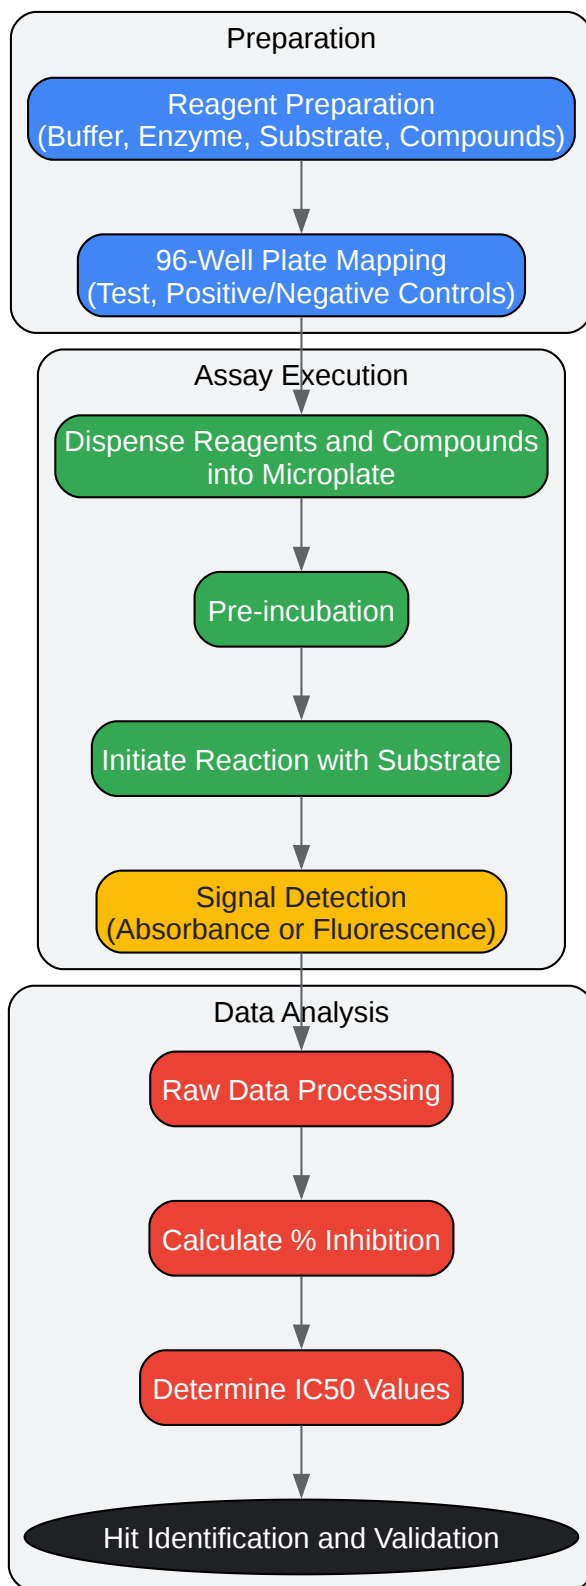 Preparation
Reagent Preparation
(Buffer, Enzyme, Substrate, Compounds)
96-Well Plate Mapping
(Test, Positive/Negative Controls)
Assay Execution
Dispense Reagents and Compounds
into Microplate
Pre-incubation
Initiate Reaction with Substrate
Signal Detection
(Absorbance or Fluorescence)
Data Analysis
Raw Data Processing
Calculate % Inhibition
Determine IC50 Values
Hit Identification and Validation